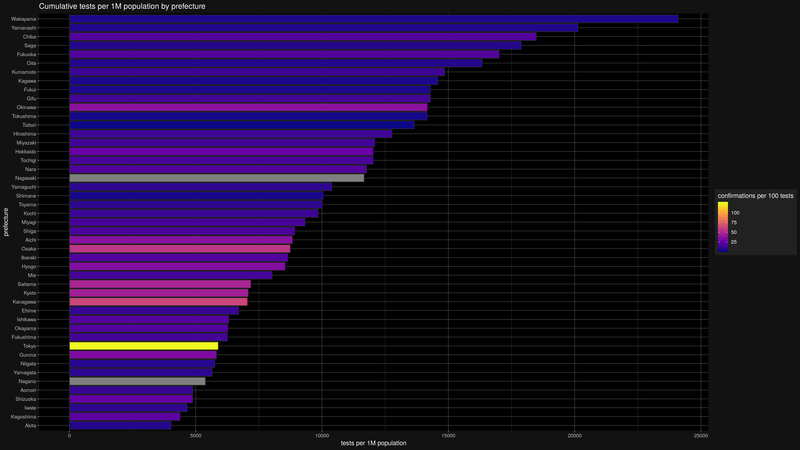 Cumulative tests per 1M population by prefecture
Wakayama
Yamanashi
Chiba
Saga
Fukuoka
Oita
Kumamoto
Kagawa
Fukui
Gifu
Okinawa
Tokushima
Tottori
Hiroshima
Miyazaki
Hokkaido
Tochigi
Nara
Nagasaki
Yamaguchi
Shimane
Toyama
Kochi
Miyagi
Shiga
Aichi
Osaka
Ibaraki
Hyogo
Mie
Saitama
Kyoto
Kanagawa
Ehime
Ishikawa
Okayama
Fukushima
Tokyo
Gunma
Niigata
Yamagata
Nagano
Aomori
Shizuoka
Iwate
Kagoshima
Akita
prefecture
0 5000 10000 15000 20000 25000
tests per 1M population
confirmations per 100 tests
100
75
50
25